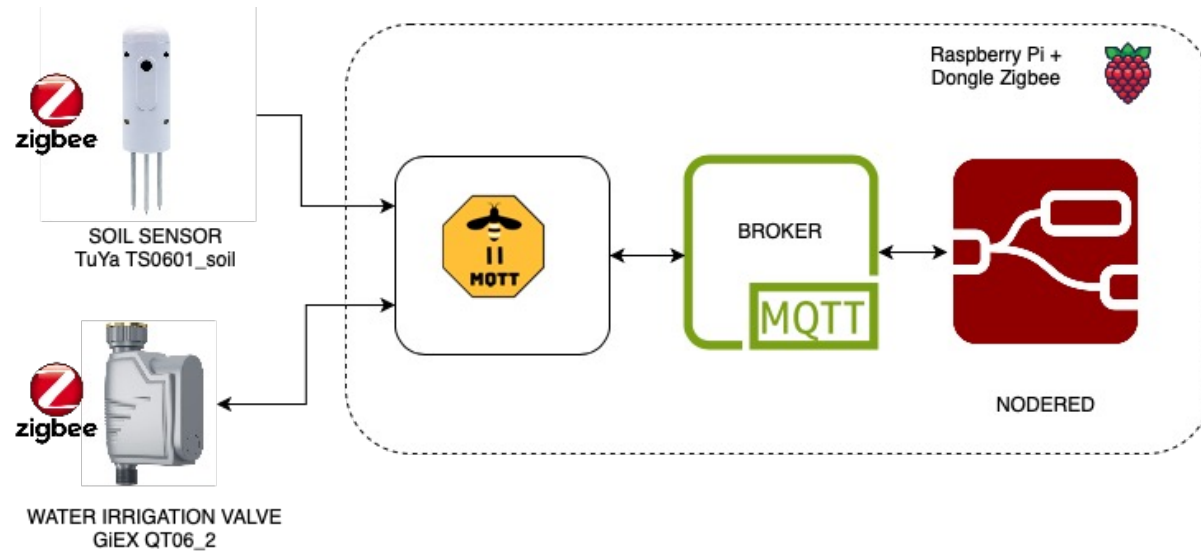 Raspberry Pi +
Dongle Zigbee
Z
zigbee
SOIL SENSOR
TuYa TS0601_soil
MQTT
BROKER
MQTT
NODERED
Z
zigbee
WATER IRRIGATION VALVE
GiEX QT06_2